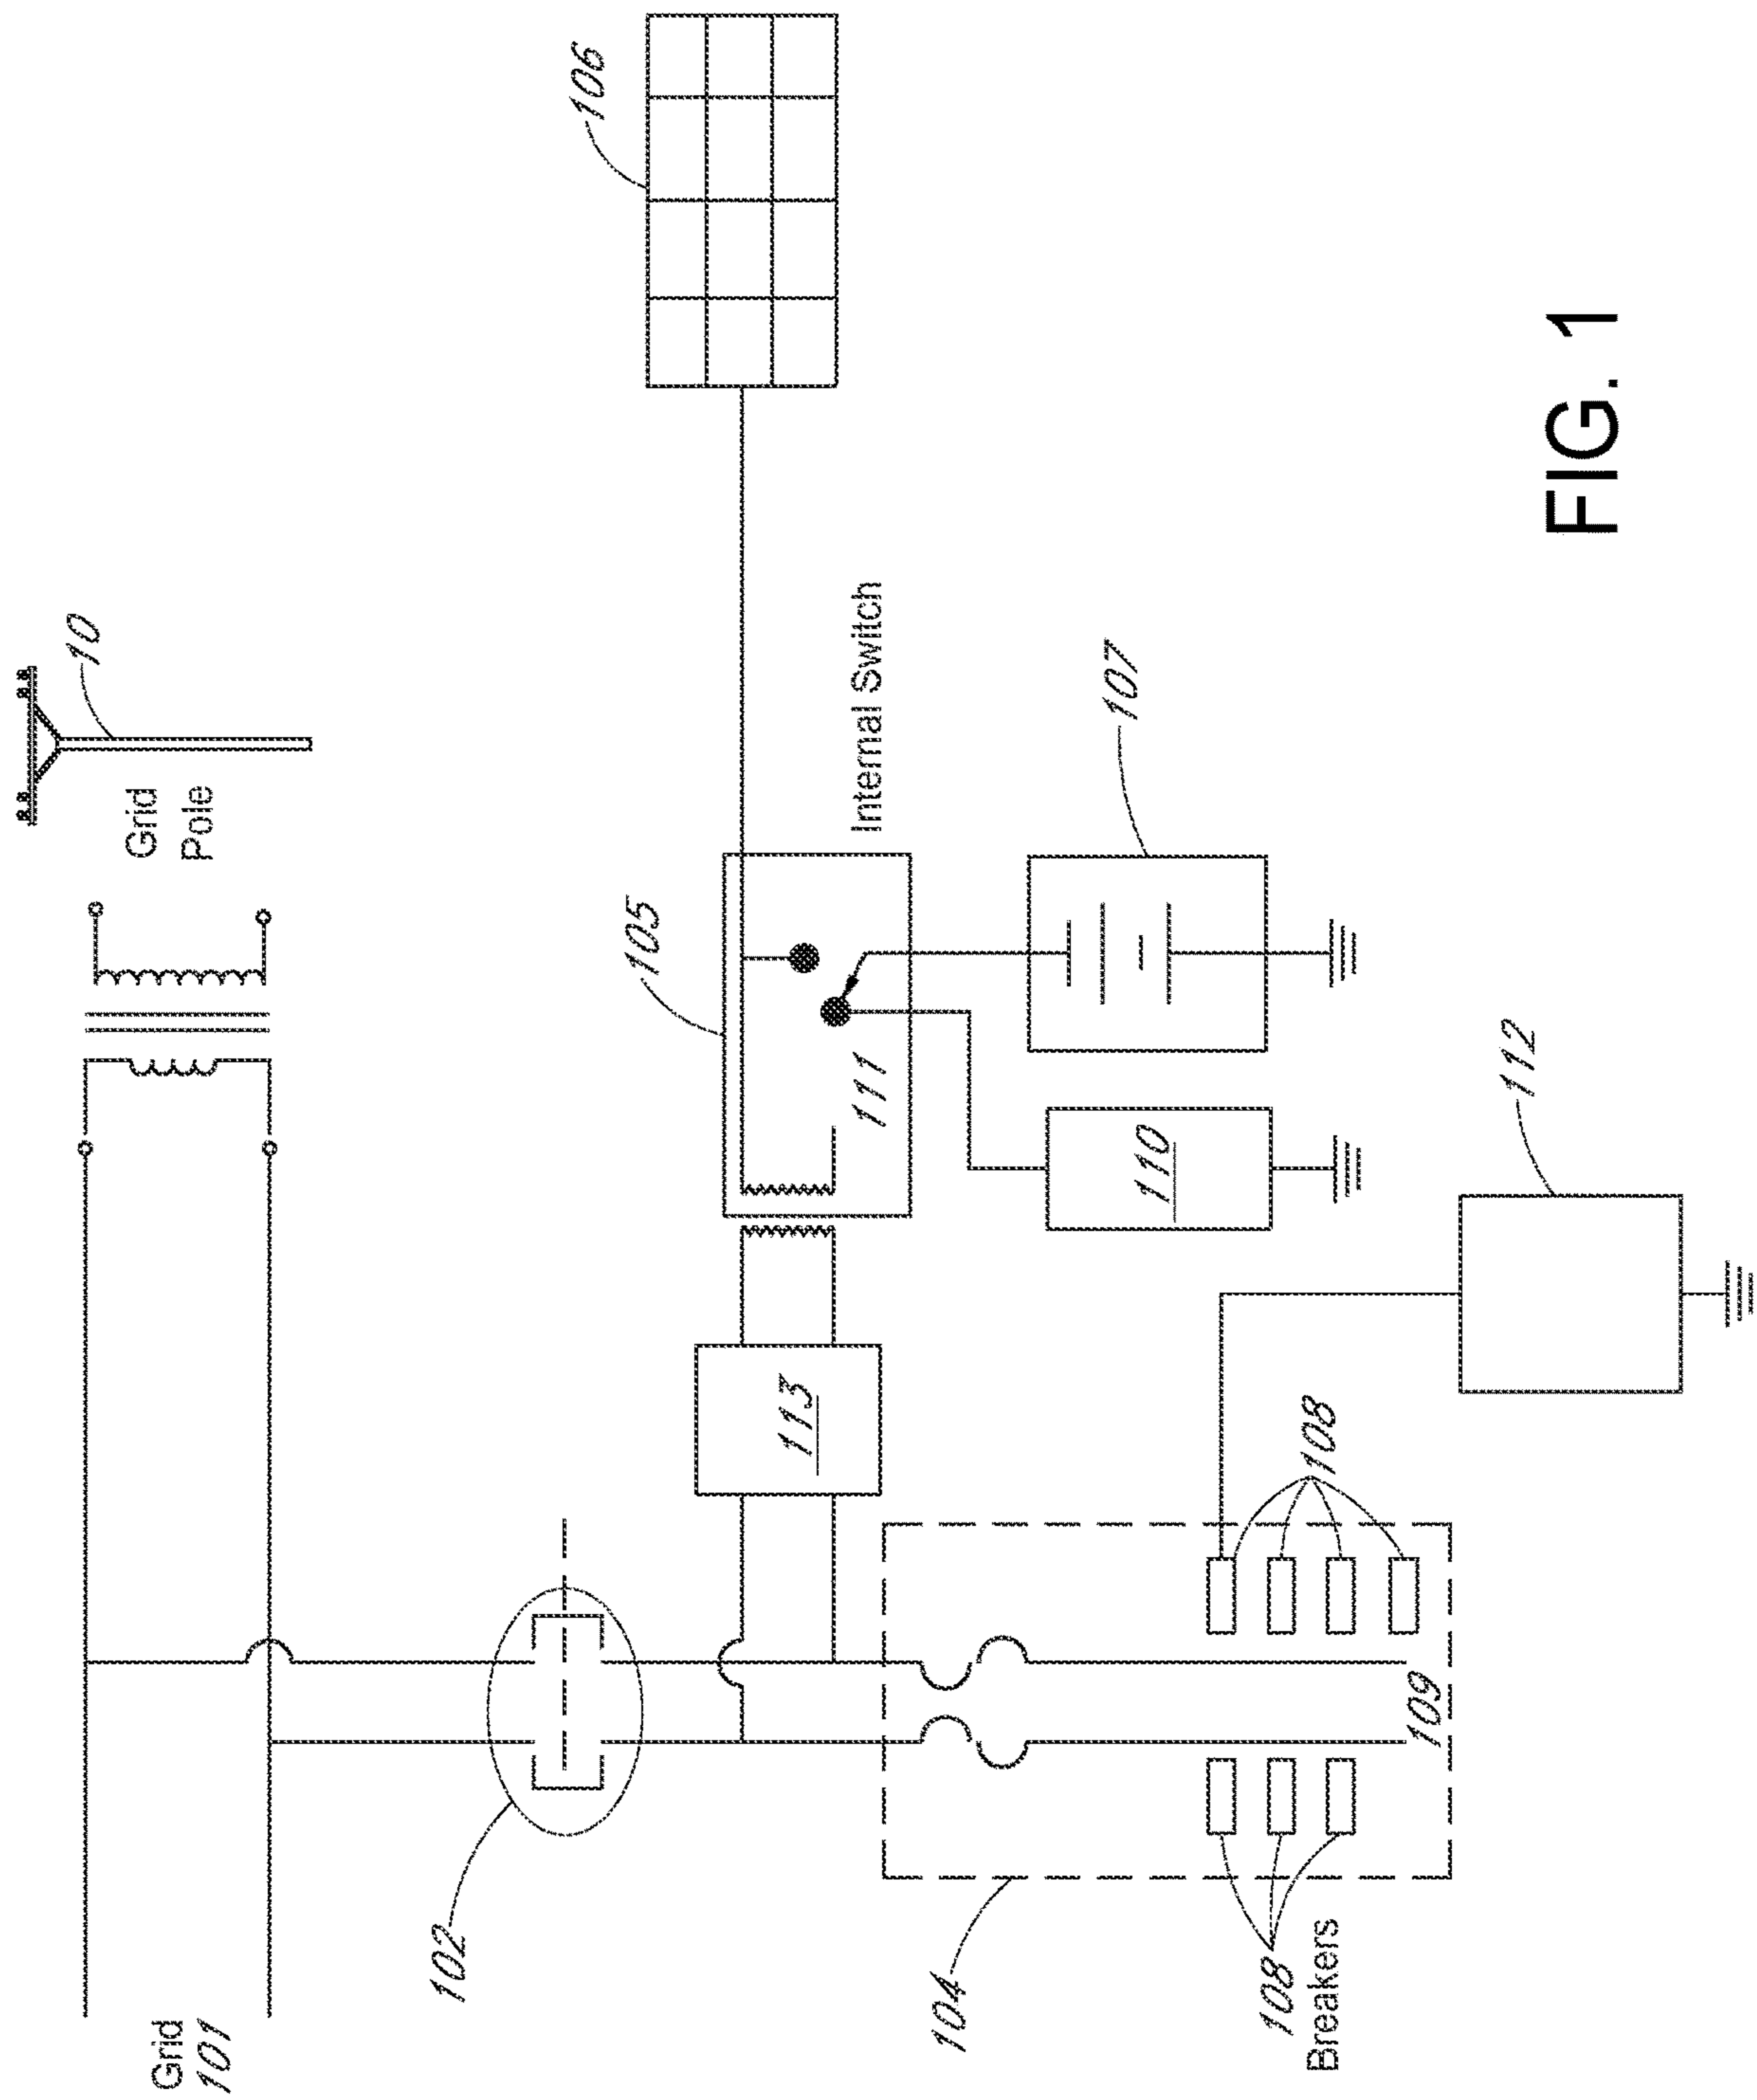 Grid
101
Grid
Pole
10
102
105
106
113
111
Internal Switch
104
110
107
108
Breakers
109
108
112
FIG. 1